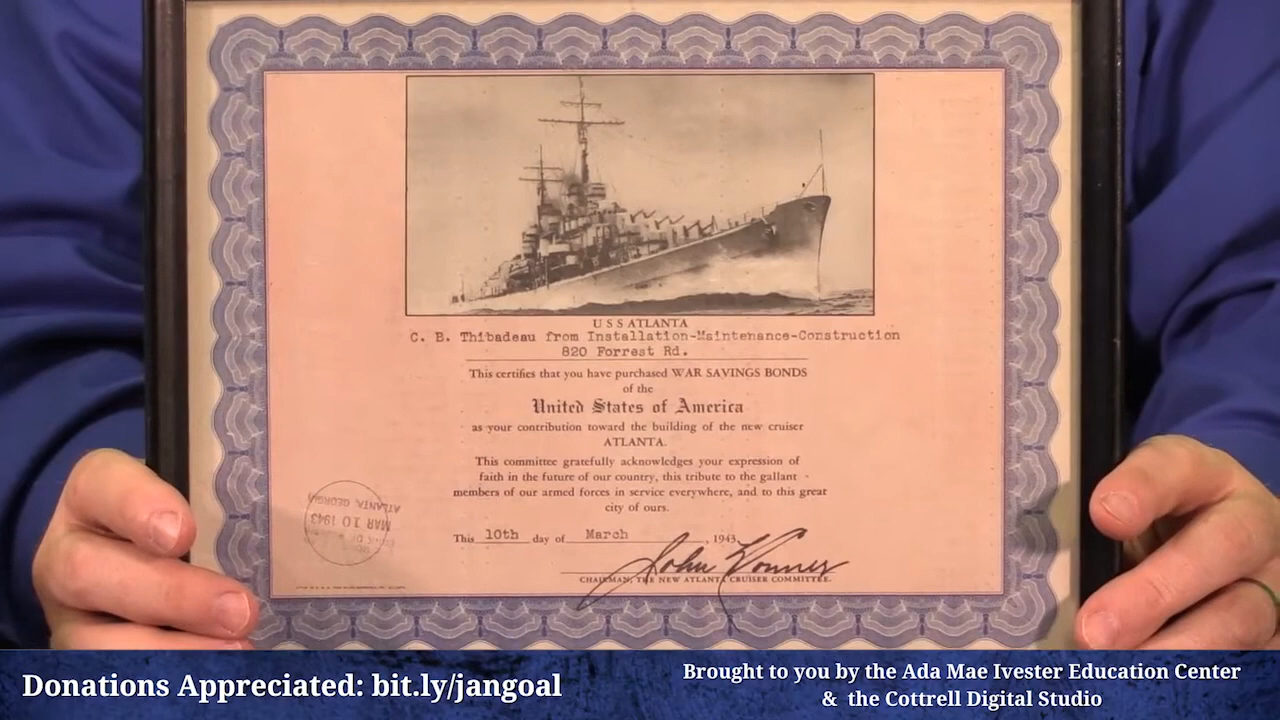 U S S ATLANTA
C. B. Thibadeau from Installation-Maintenance-Construction
820 Forrest Rd.
This certifies that you have purchased WAR SAVINGS BONDS
of the
United States of America
as your contribution toward the building of the new cruiser
ATLANTA.
This committee gratefully acknowledges your expression of
faith in the future of our country, this tribute to the gallant
members of our armed forces in service everywhere, and to this great
city of ours.
ATLANTA, GEORGIA
MAR 10 1943
This 10th day of March, 1943.
John
CHAIRMAN, THE NEW ATLANTA CRUISER COMMITTEE.
Donations Appreciated: bit.ly/jangoal
Brought to you by the Ada Mae Ivester Education Center
& the Cottrell Digital Studio